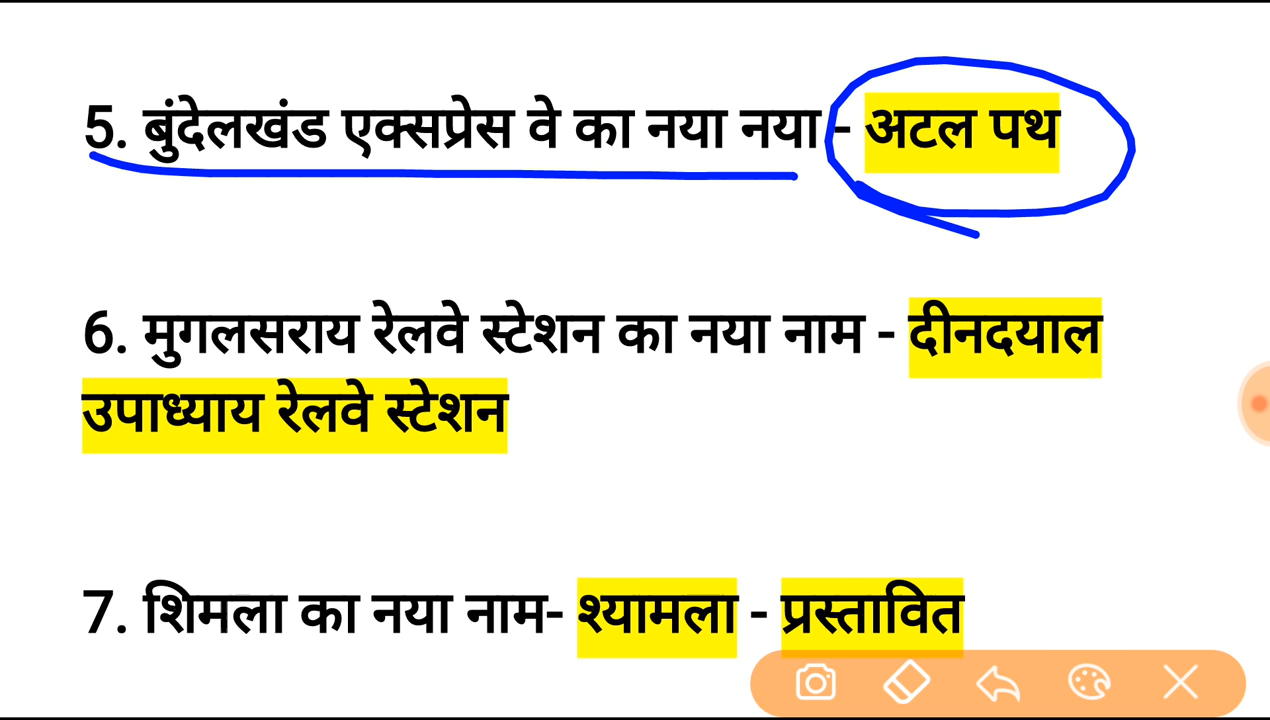 5. बुंदेलखंड एक्सप्रेस वे का नया नया - अटल पथ
6. मुगलसराय रेलवे स्टेशन का नया नाम - दीनदयाल
उपाध्याय रेलवे स्टेशन
7. शिमला का नया नाम- श्यामला - प्रस्तावित